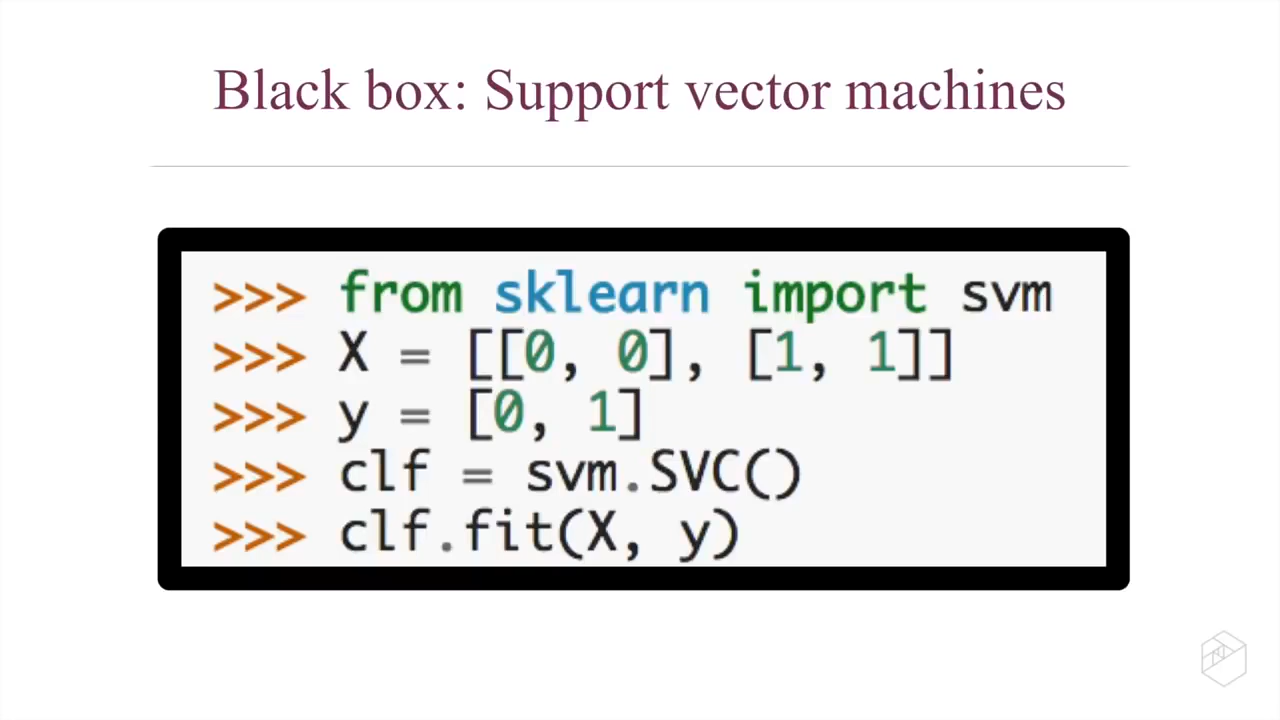 Black box: Support vector machines
>>> from sklearn import svm
>>> X = [[0, 0], [1, 1]]
>>> y = [0, 1]
>>> clf = svm.SVC()
>>> clf.fit(X, y)